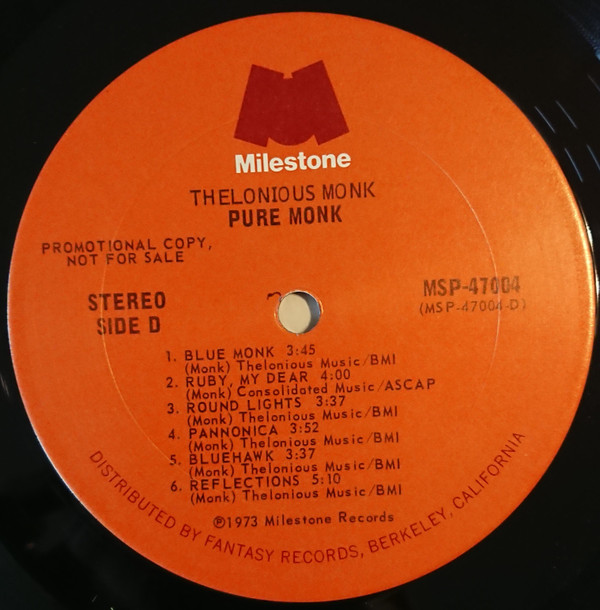 Milestone
THELONIOUS MONK
PURE MONK
PROMOTIONAL COPY,
NOT FOR SALE
STEREO
SIDE D
MSP-47004
(MSP-47004-D)
1. BLUE MONK 3:45
(Monk) Thelonious Music/BMI
2. RUBY, MY DEAR 4:00
(Monk) Consolidated Music/ASCAP
3. ROUND LIGHTS 3:37
(Monk) Thelonious Music/BMI
4. PANNONICA 3:52
(Monk) Thelonious Music/BMI
5. BLUEHAWK 3:37
(Monk) Thelonious Music/BMI
6. REFLECTIONS 5:10
(Monk) Thelonious Music/BMI
℗1973 Milestone Records
DISTRIBUTED BY FANTASY RECORDS, BERKELEY, CALIFORNIA